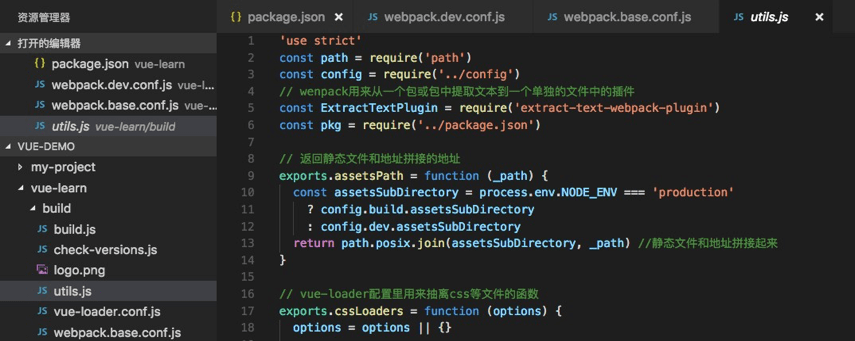 资源管理器
打开的编辑器
{} package.json vue-learn
JS webpack.dev.conf.js vue-l...
JS webpack.base.conf.js vue-...
JS utils.js vue-learn/build
VUE-DEMO
my-project
vue-learn
build
JS build.js
JS check-versions.js
logo.png
JS utils.js
JS vue-loader.conf.js
JS webpack.base.conf.js
{} package.json ×
JS webpack.dev.conf.js
JS webpack.base.conf.js
JS utils.js ×
1 'use strict'
2 const path = require('path')
3 const config = require('../config')
4 // wenpack用来从一个包或包中提取文本到一个单独的文件中的插件
5 const ExtractTextPlugin = require('extract-text-webpack-plugin')
6 const pkg = require('../package.json')
7
8 // 返回静态文件和地址拼接的地址
9 exports.assetsPath = function (_path) {
10 const assetsSubDirectory = process.env.NODE_ENV === 'production'
11 ? config.build.assetsSubDirectory
12 : config.dev.assetsSubDirectory
13 return path.posix.join(assetsSubDirectory, _path) //静态文件和地址拼接起来
14 }
15
16 // vue-loader配置里用来抽离css等文件的函数
17 exports.cssLoaders = function (options) {
18 options = options || {}